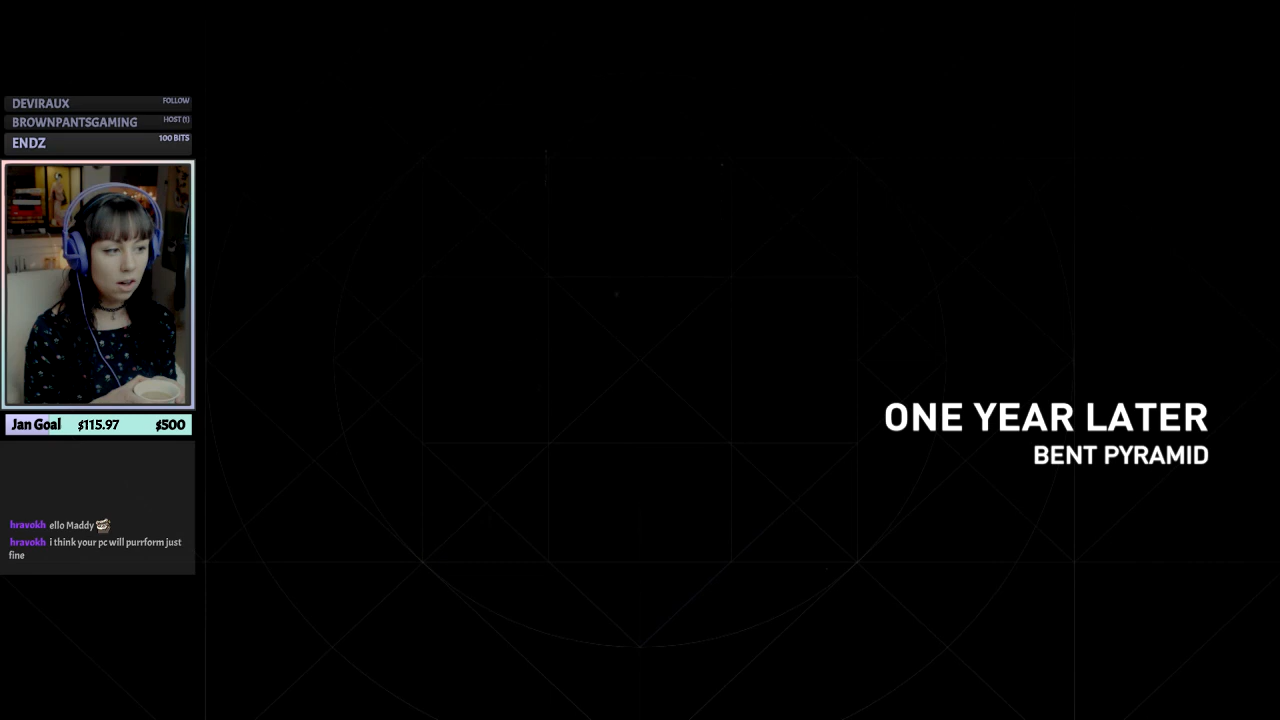 DEVIRAUX FOLLOW
BROWNPANTSGAMING HOST (1)
ENDZ 100 BITS
Jan Goal $115.97 $500
hravokh ello Maddy
hravokh i think your pc will purrform just
fine
ONE YEAR LATER
BENT PYRAMID